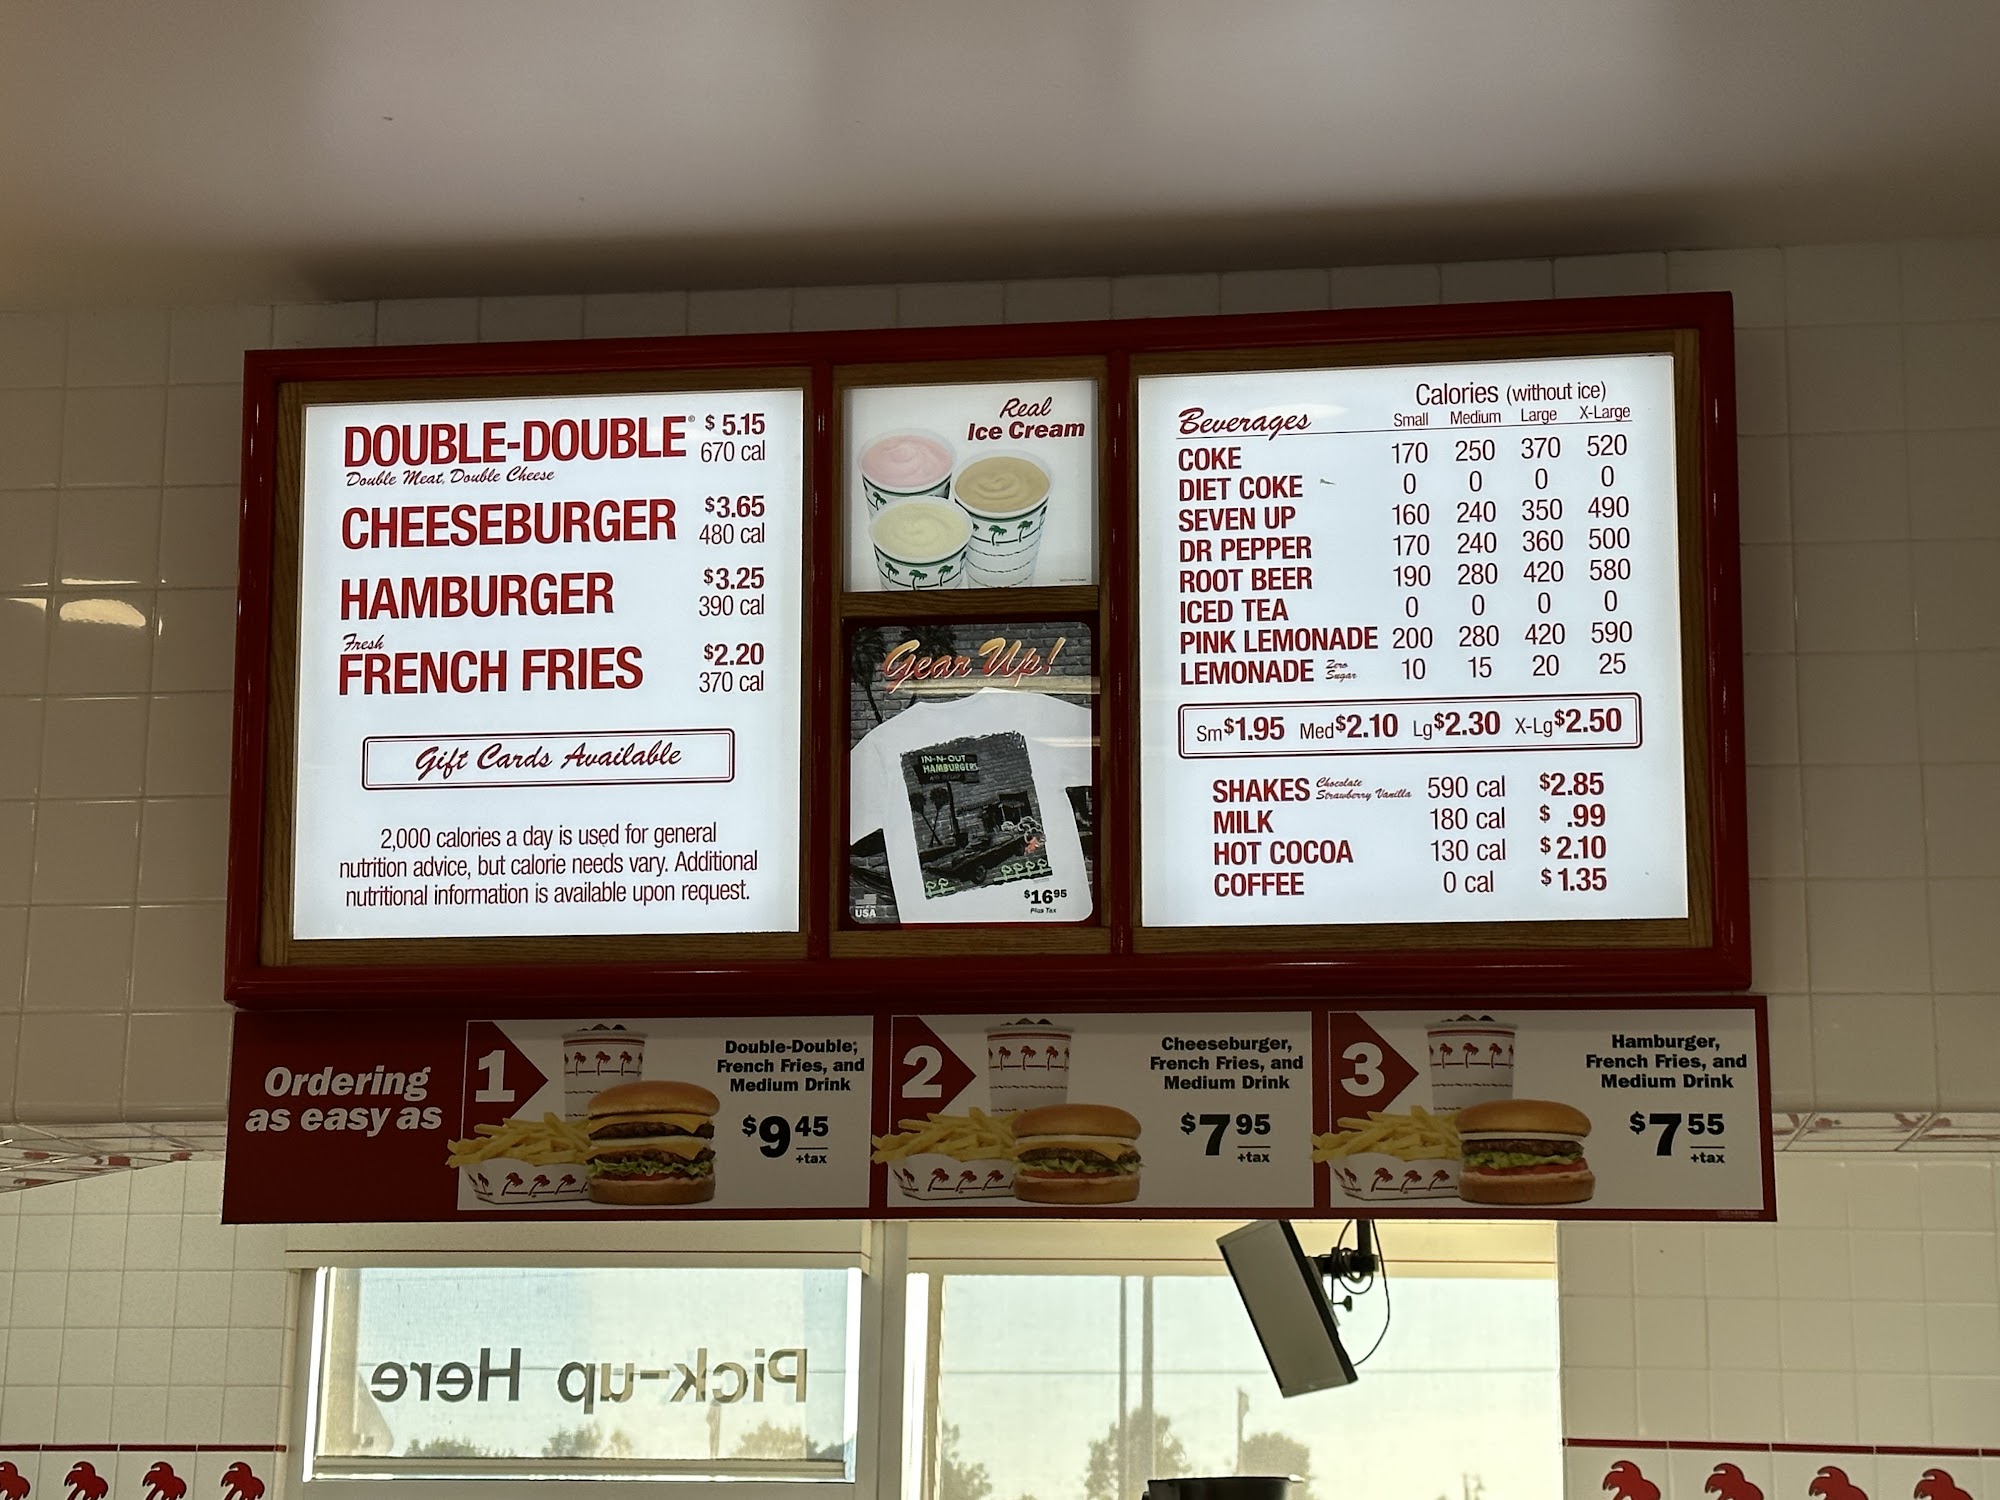 DOUBLE-DOUBLE® $5.15
Double Meat, Double Cheese 670 cal
CHEESEBURGER $3.65
480 cal
HAMBURGER $3.25
390 cal
Fresh
FRENCH FRIES $2.20
370 cal
Gift Cards Available
2,000 calories a day is used for general
nutrition advice, but calorie needs vary. Additional
nutritional information is available upon request.
Real
Ice Cream
Gear Up!
IN-N-OUT
HAMBURGERS
$16.95
Plus Tax
USA
Calories (without ice)
Beverages Small Medium Large X-Large
COKE 170 250 370 520
DIET COKE 0 0 0 0
SEVEN UP 160 240 350 490
DR PEPPER 170 240 360 500
ROOT BEER 190 280 420 580
ICED TEA 0 0 0 0
PINK LEMONADE 200 280 420 590
LEMONADE Zero Sugar 10 15 20 25
Sm $1.95 Med $2.10 Lg $2.30 X-Lg $2.50
SHAKES Chocolate Strawberry Vanilla 590 cal $2.85
MILK 180 cal $ .99
HOT COCOA 130 cal $2.10
COFFEE 0 cal $1.35
Ordering
as easy as
1
Double-Double,®
French Fries, and
Medium Drink
$9 45
+tax
2
Cheeseburger,
French Fries, and
Medium Drink
$7 95
+tax
3
Hamburger,
French Fries, and
Medium Drink
$7 55
+tax
Pick-up Here